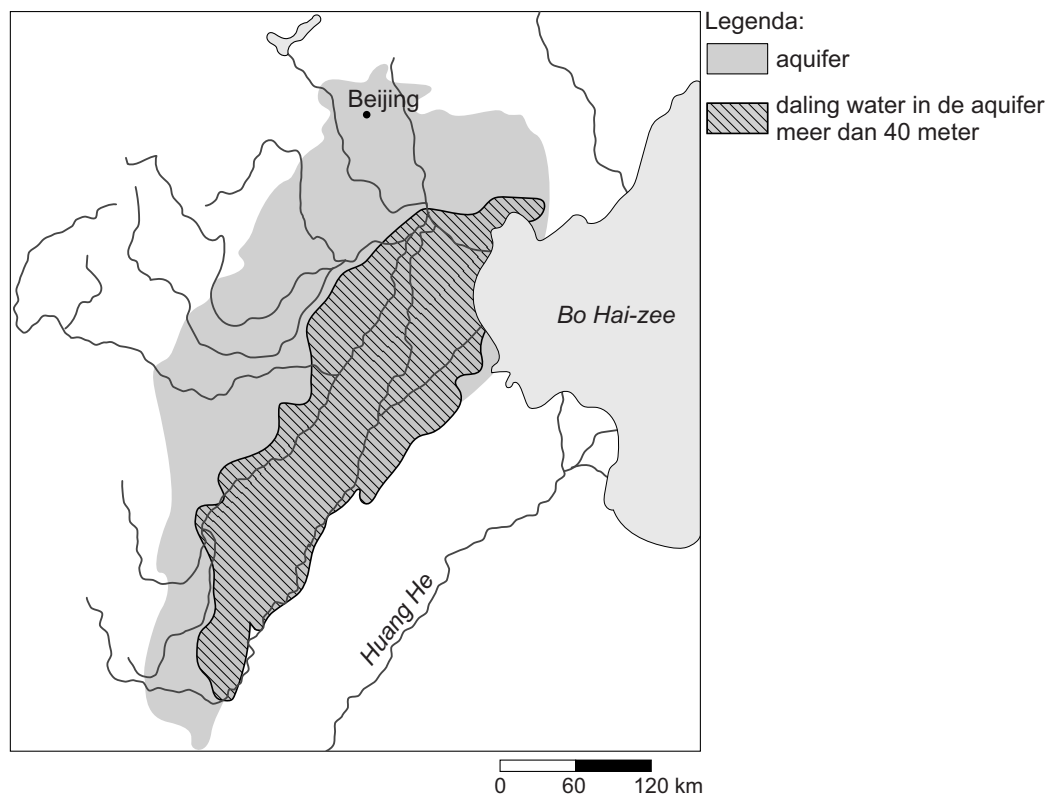 Legenda:
aquifer
daling water in de aquifer
meer dan 40 meter
Beijing
Bo Hai-zee
Huang He
0 60 120 km